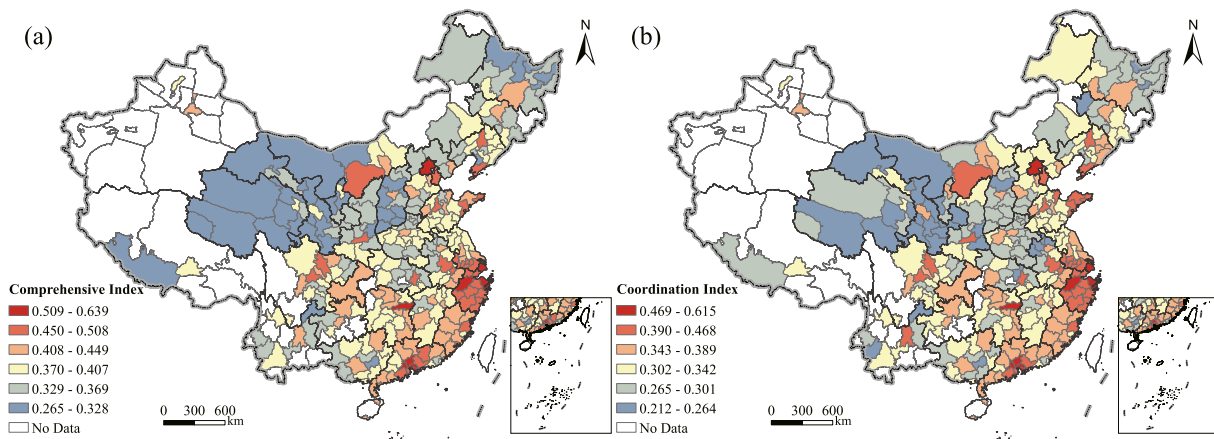 (a)
N
Comprehensive Index
0.509 - 0.639
0.450 - 0.508
0.408 - 0.449
0.370 - 0.407
0.329 - 0.369
0.265 - 0.328
No Data
0 300 600
km
(b)
N
Coordination Index
0.469 - 0.615
0.390 - 0.468
0.343 - 0.389
0.302 - 0.342
0.265 - 0.301
0.212 - 0.264
No Data
0 300 600
km